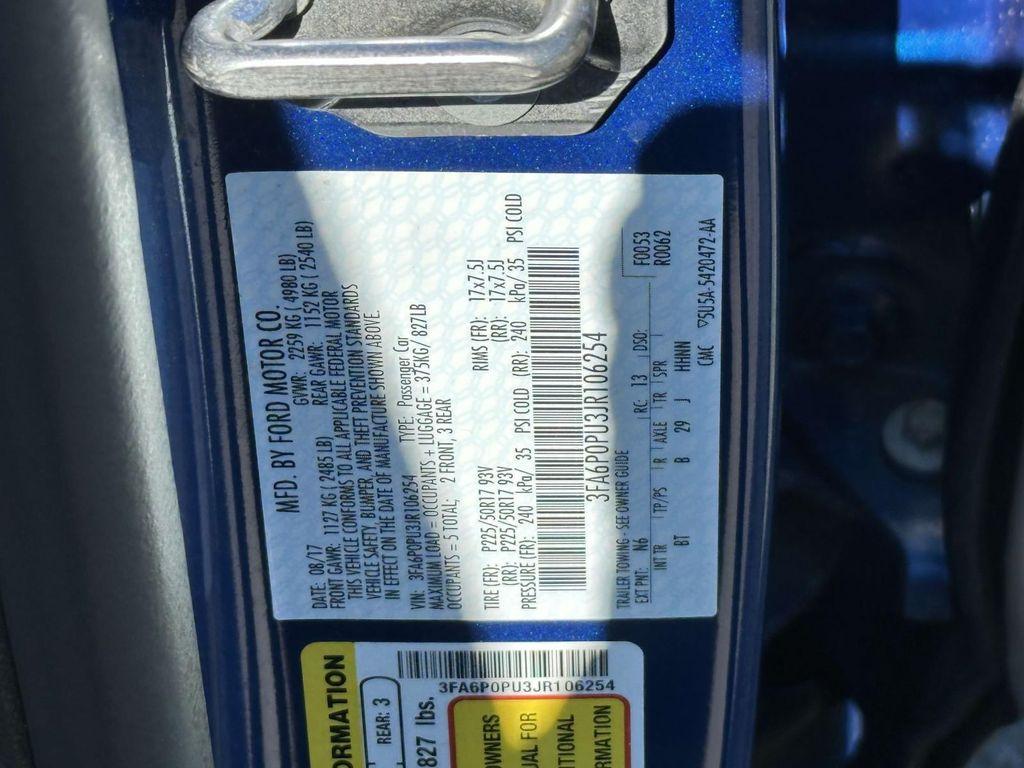 MFD. BY FORD MOTOR CO.
DATE: 08/17 GVWR: 2259 KG ( 4980 LB)
FRONT GAWR: 1127 KG ( 2485 LB) REAR GAWR: 1152 KG ( 2540 LB)
THIS VEHICLE CONFORMS TO ALL APPLICABLE FEDERAL MOTOR
VEHICLE SAFETY, BUMPER, AND THEFT PREVENTION STANDARDS
IN EFFECT ON THE DATE OF MANUFACTURE SHOWN ABOVE.
VIN: 3FA6P0PU3JR106254 TYPE: Passenger Car
MAXIMUM LOAD = OCCUPANTS + LUGGAGE = 375KG/ 827LB
OCCUPANTS = 5 TOTAL; 2 FRONT, 3 REAR
TIRE (FR): P225/50R17 93V RIMS (FR): 17x7.5J
(RR): P225/50R17 93V (RR): 17x7.5J
PRESSURE (FR): 240 kPa/ 35 PSI COLD (RR): 240 kPa/ 35 PSI COLD
3FA6P0PU3JR106254
TRAILER TOWING - SEE OWNER GUIDE
F0053
EXT PNT: N6 RC: 13 DSO: R0062
INT TR TP/PS R AXLE TR SPR
BT B 29 J HHNN
CMC 5U5A-5420472-AA
ORMATION
REAR: 3
827 lbs.
3FA6P0PU3JR106254
OWNERS
UAL FOR
ITIONAL
RMATION